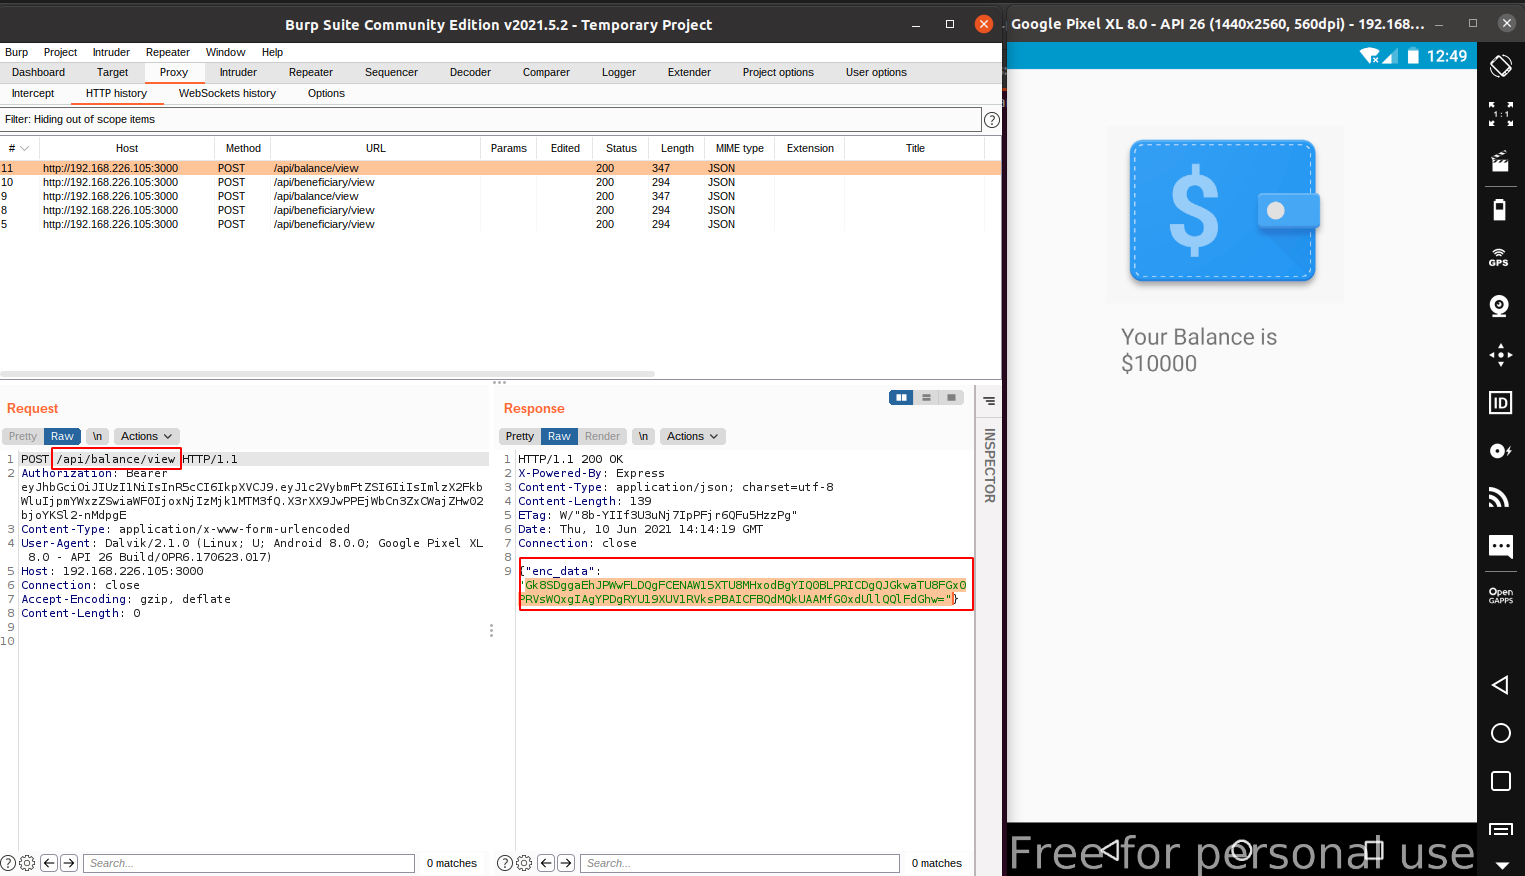 Burp Suite Community Edition v2021.5.2 - Temporary Project
Burp Project Intruder Repeater Window Help
Dashboard Target Proxy Intruder Repeater Sequencer Decoder Comparer Logger Extender Project options User options
Intercept HTTP history WebSockets history Options
Filter: Hiding out of scope items
# Host Method URL Params Edited Status Length MIME type Extension Title
11 http://192.168.226.105:3000 POST /api/balance/view 200 347 JSON
10 http://192.168.226.105:3000 POST /api/beneficiary/view 200 294 JSON
9 http://192.168.226.105:3000 POST /api/balance/view 200 347 JSON
8 http://192.168.226.105:3000 POST /api/beneficiary/view 200 294 JSON
5 http://192.168.226.105:3000 POST /api/beneficiary/view 200 294 JSON
Request
Pretty Raw \n Actions
1 POST /api/balance/view HTTP/1.1
2 Authorization: Bearer
eyJhbGciOiJIUzI1NiIsInR5cCI6IkpXVCJ9.eyJ1c2VybmFtZSI6IiIsImlzX2Fkb
WluIjpmYWxzZSwiaWF0IjoxNjIzMjk1MTM3fQ.X3rXX9JwPPEjWbCn3ZxCWajZHw02
bjoYKSl2-nMdpgE
3 Content-Type: application/x-www-form-urlencoded
4 User-Agent: Dalvik/2.1.0 (Linux; U; Android 8.0.0; Google Pixel XL
8.0 - API 26 Build/OPR6.170623.017)
5 Host: 192.168.226.105:3000
6 Connection: close
7 Accept-Encoding: gzip, deflate
8 Content-Length: 0
9
10
Search...
0 matches
Response
Pretty Raw Render \n Actions
1 HTTP/1.1 200 OK
2 X-Powered-By: Express
3 Content-Type: application/json; charset=utf-8
4 Content-Length: 139
5 ETag: W/"8b-YIIf3U3uNj7IpPFjr6QFu5HzzPg"
6 Date: Thu, 10 Jun 2021 14:14:19 GMT
7 Connection: close
8
9 {"enc_data":
"Gk8SDggaEhJPWwFLDQgFCENAW15XTU8MHxodBgYIQ0BLPRICDgQJGkwaTU8FGx0
PRVsWQxgIAgYPDgRYU19XUV1RVksPBAICFBQdMQkUAAMfG0xdUllQQlFdGhw="}
Search...
0 matches
INSPECTOR
Google Pixel XL 8.0 - API 26 (1440x2560, 560dpi) - 192.168...
12:49
$
Your Balance is
$10000
Free for personal use
1:1
GPS
ID
Open
GAPPS